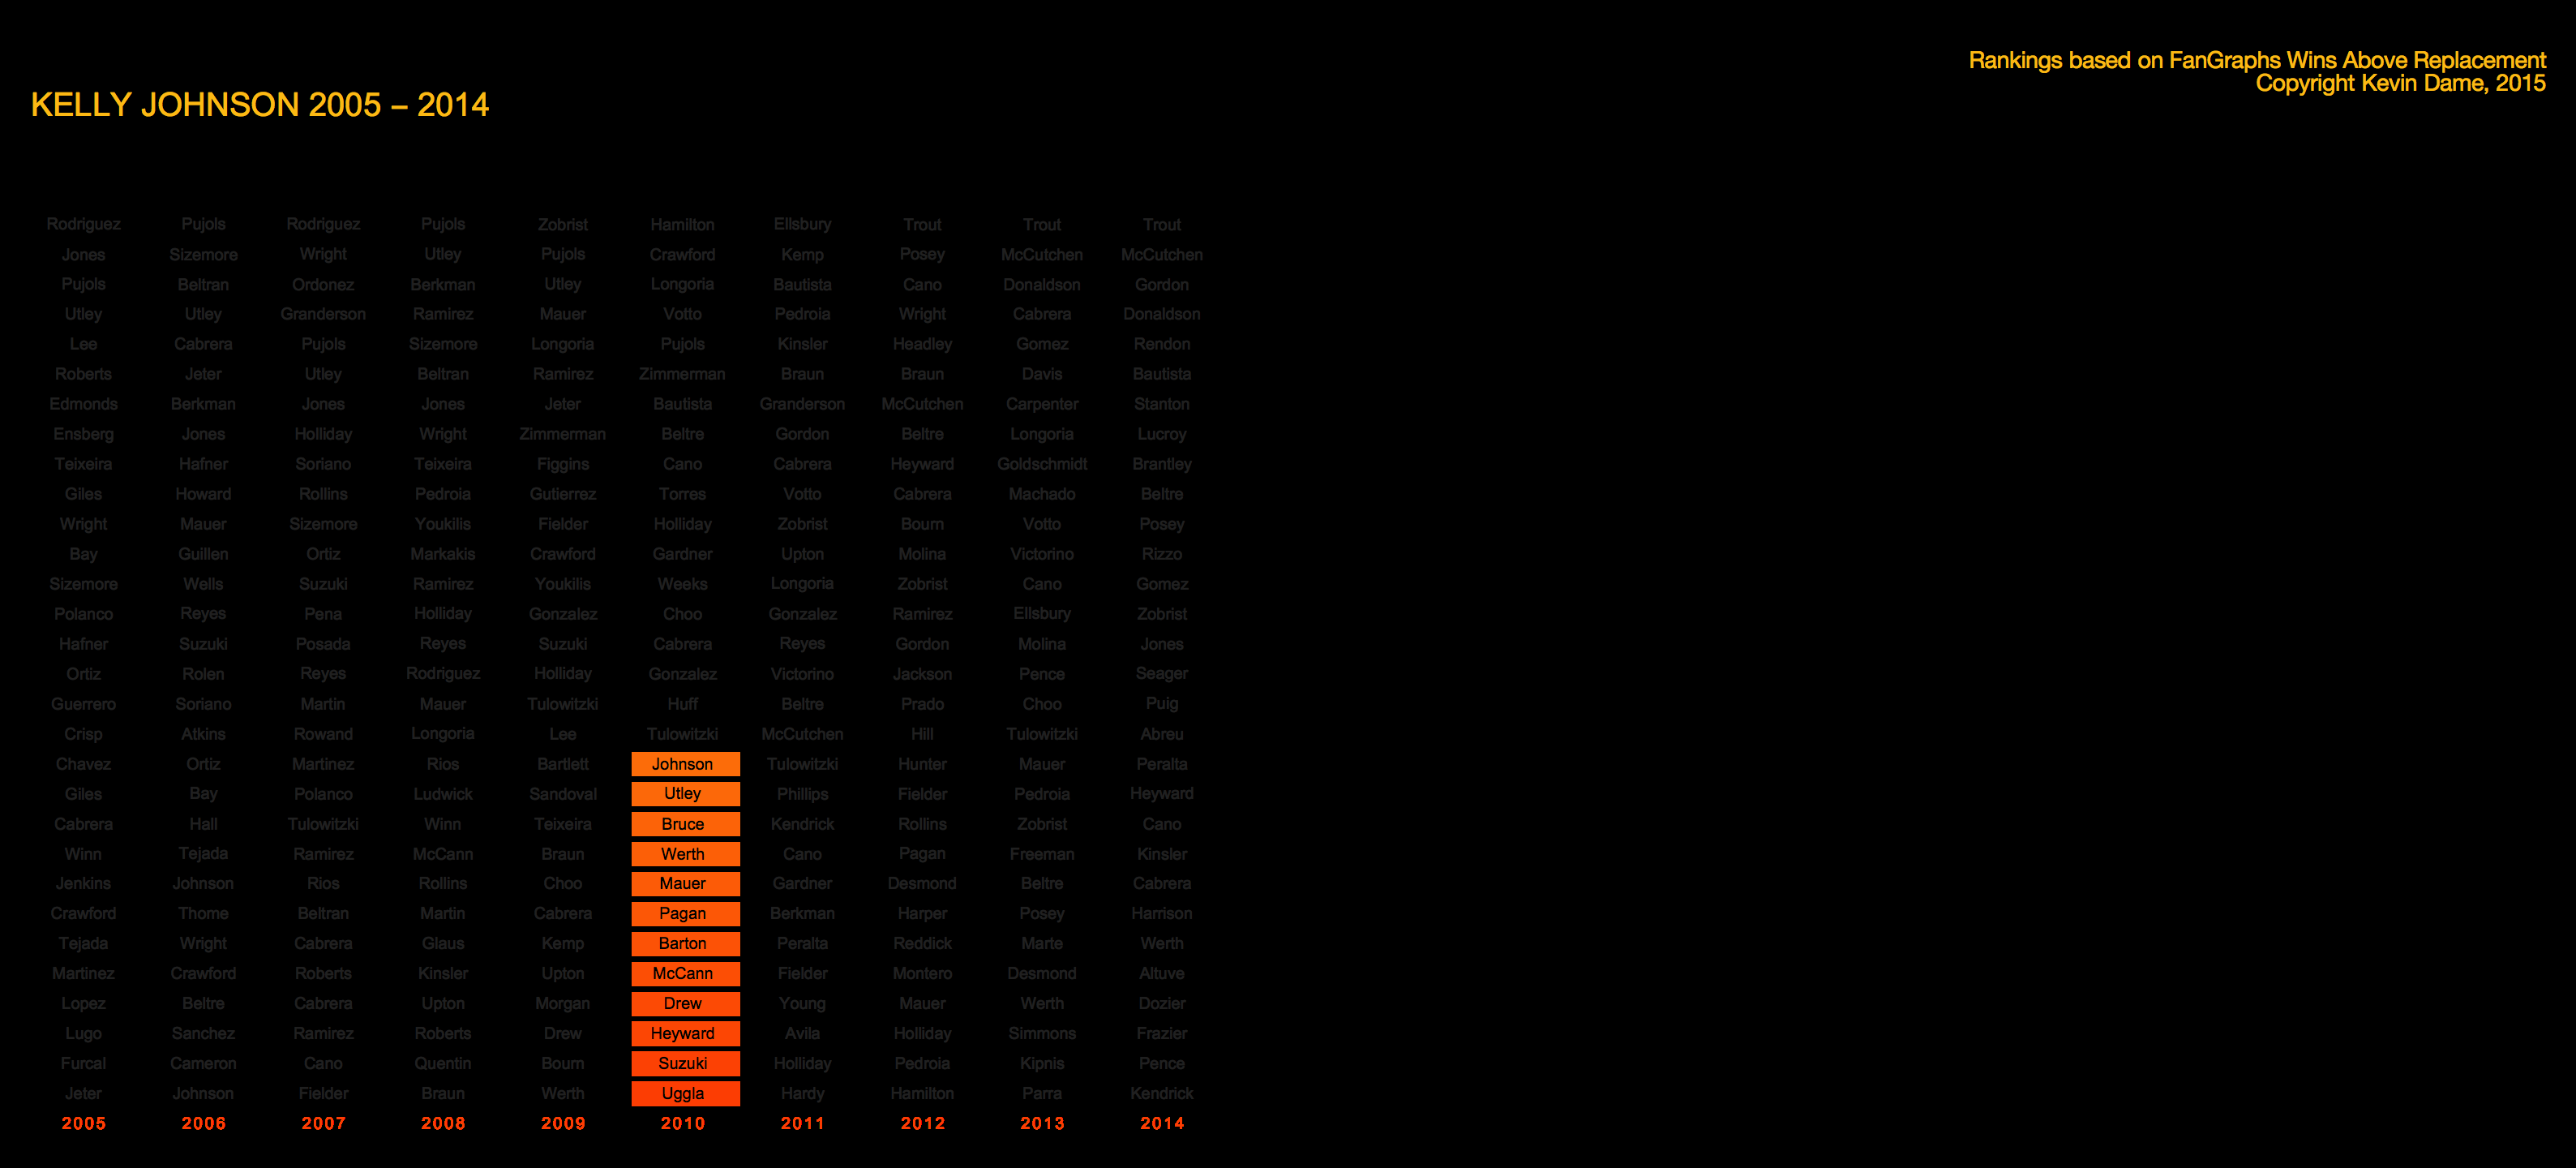 Rankings based on FanGraphs Wins Above Replacement
Copyright Kevin Dame, 2015
KELLY JOHNSON 2005 – 2014
Rodriguez Pujols Rodriguez Pujols Zobrist Hamilton Ellsbury Trout Trout Trout
Jones Sizemore Wright Utley Pujols Crawford Kemp Posey McCutchen McCutchen
Pujols Beltran Ordonez Berkman Utley Longoria Bautista Cano Donaldson Gordon
Utley Utley Granderson Ramirez Mauer Votto Pedroia Wright Cabrera Donaldson
Lee Cabrera Pujols Sizemore Longoria Pujols Kinsler Headley Gomez Rendon
Roberts Jeter Utley Beltran Ramirez Zimmerman Braun Braun Davis Bautista
Edmonds Berkman Jones Jones Jeter Bautista Granderson McCutchen Carpenter Stanton
Ensberg Jones Holliday Wright Zimmerman Beltre Gordon Beltre Longoria Lucroy
Teixeira Hafner Soriano Teixeira Figgins Cano Cabrera Heyward Goldschmidt Brantley
Giles Howard Rollins Pedroia Gutierrez Torres Votto Cabrera Machado Beltre
Wright Mauer Sizemore Youkilis Fielder Holliday Zobrist Bourn Votto Posey
Bay Guillen Ortiz Markakis Crawford Gardner Upton Molina Victorino Rizzo
Sizemore Wells Suzuki Ramirez Youkilis Weeks Longoria Zobrist Cano Gomez
Polanco Reyes Pena Holliday Gonzalez Choo Gonzalez Ramirez Ellsbury Zobrist
Hafner Suzuki Posada Reyes Suzuki Cabrera Reyes Gordon Molina Jones
Ortiz Rolen Reyes Rodriguez Holliday Gonzalez Victorino Jackson Pence Seager
Guerrero Soriano Martin Mauer Tulowitzki Huff Beltre Prado Choo Puig
Crisp Atkins Rowand Longoria Lee Tulowitzki McCutchen Hill Tulowitzki Abreu
Chavez Ortiz Martinez Rios Bartlett Johnson Tulowitzki Hunter Mauer Peralta
Giles Bay Polanco Ludwick Sandoval Utley Phillips Fielder Pedroia Heyward
Cabrera Hall Tulowitzki Winn Teixeira Bruce Kendrick Rollins Zobrist Cano
Winn Tejada Ramirez McCann Braun Werth Cano Pagan Freeman Kinsler
Jenkins Johnson Rios Rollins Choo Mauer Gardner Desmond Beltre Cabrera
Crawford Thome Beltran Martin Cabrera Pagan Berkman Harper Posey Harrison
Tejada Wright Cabrera Glaus Kemp Barton Peralta Reddick Marte Werth
Martinez Crawford Roberts Kinsler Upton McCann Fielder Montero Desmond Altuve
Lopez Beltre Cabrera Upton Morgan Drew Young Mauer Werth Dozier
Lugo Sanchez Ramirez Roberts Drew Heyward Avila Holliday Simmons Frazier
Furcal Cameron Cano Quentin Bourn Suzuki Holliday Pedroia Kipnis Pence
Jeter Johnson Fielder Braun Werth Uggla Hardy Hamilton Parra Kendrick
2005 2006 2007 2008 2009 2010 2011 2012 2013 2014